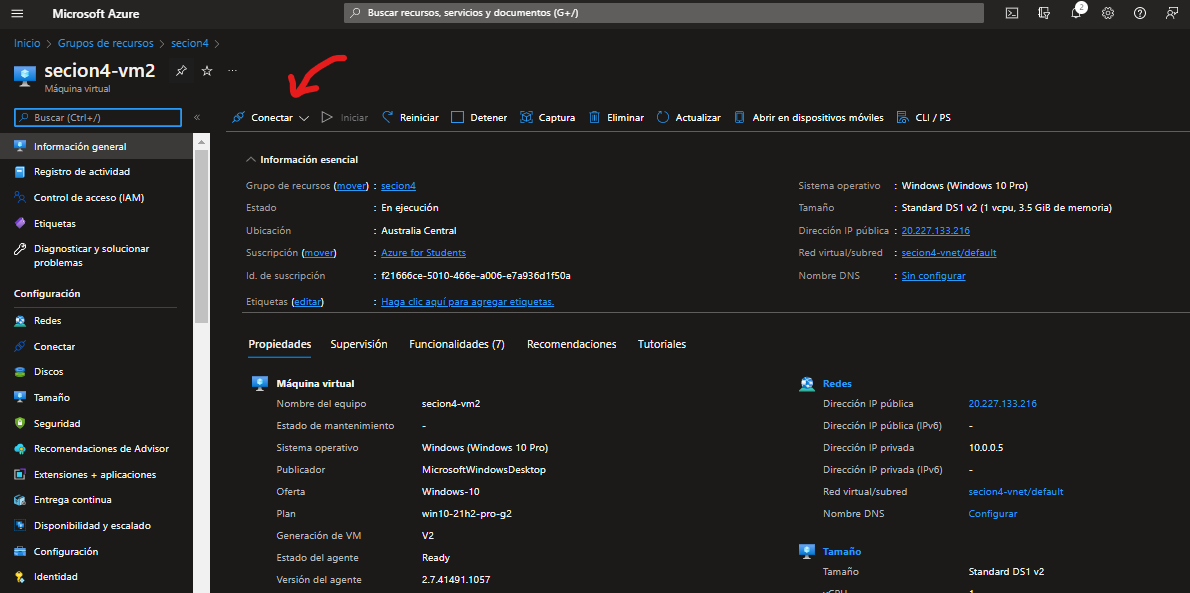 Microsoft Azure
Buscar recursos, servicios y documentos (G+/)
2
Inicio > Grupos de recursos > secion4 >
secion4-vm2
...
Máquina virtual
Buscar (Ctrl+/)
«
Conectar
Iniciar
Reiniciar
Detener
Captura
Eliminar
Actualizar
Abrir en dispositivos móviles
CLI / PS
Información general
Registro de actividad
Control de acceso (IAM)
Etiquetas
Diagnosticar y solucionar
problemas
Configuración
Redes
Conectar
Discos
Tamaño
Seguridad
Recomendaciones de Advisor
Extensiones + aplicaciones
Entrega continua
Disponibilidad y escalado
Configuración
Identidad
Información esencial
Grupo de recursos (mover) : secion4
Estado : En ejecución
Ubicación : Australia Central
Suscripción (mover) : Azure for Students
Id. de suscripción : f21666ce-5010-466e-a006-e7a936d1f50a
Etiquetas (editar) : Haga clic aquí para agregar etiquetas.
Sistema operativo : Windows (Windows 10 Pro)
Tamaño : Standard DS1 v2 (1 vcpu, 3.5 GiB de memoria)
Dirección IP pública : 20.227.133.216
Red virtual/subred : secion4-vnet/default
Nombre DNS : Sin configurar
Propiedades
Supervisión
Funcionalidades (7)
Recomendaciones
Tutoriales
Máquina virtual
Nombre del equipo secion4-vm2
Estado de mantenimiento -
Sistema operativo Windows (Windows 10 Pro)
Publicador MicrosoftWindowsDesktop
Oferta Windows-10
Plan win10-21h2-pro-g2
Generación de VM V2
Estado del agente Ready
Versión del agente 2.7.41491.1057
Redes
Dirección IP pública 20.227.133.216
Dirección IP pública (IPv6) -
Dirección IP privada 10.0.0.5
Dirección IP privada (IPv6) -
Red virtual/subred secion4-vnet/default
Nombre DNS Configurar
Tamaño
Tamaño Standard DS1 v2